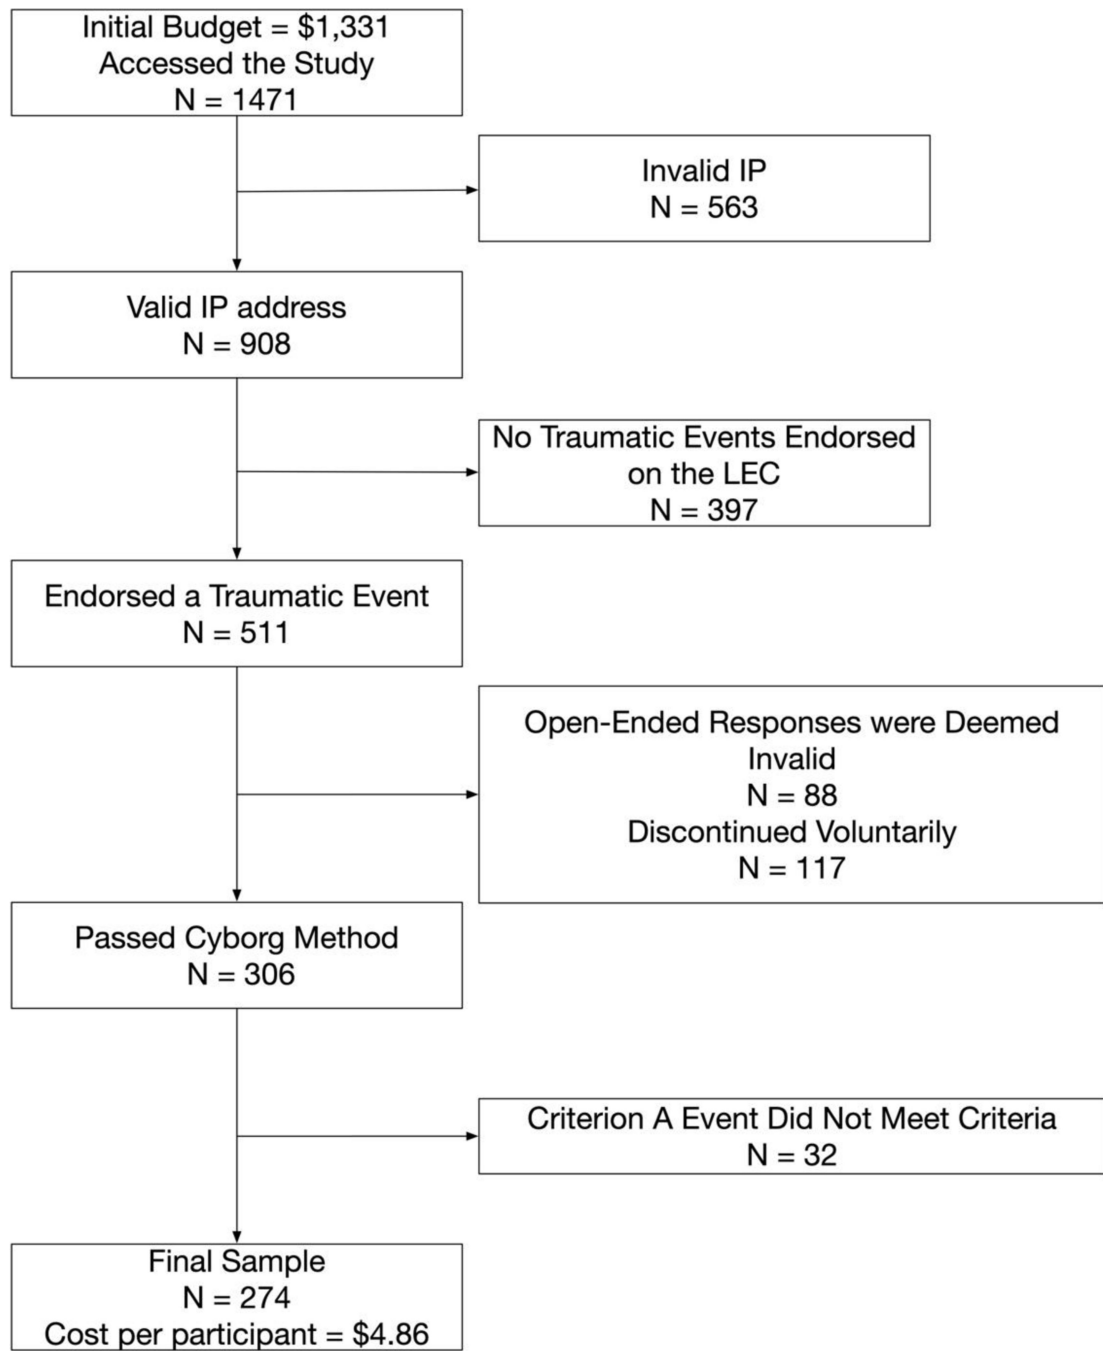 Initial Budget = $1,331
Accessed the Study
N = 1471
Invalid IP
N = 563
Valid IP address
N = 908
No Traumatic Events Endorsed
on the LEC
N = 397
Endorsed a Traumatic Event
N = 511
Open-Ended Responses were Deemed
Invalid
N = 88
Discontinued Voluntarily
N = 117
Passed Cyborg Method
N = 306
Criterion A Event Did Not Meet Criteria
N = 32
Final Sample
N = 274
Cost per participant = $4.86